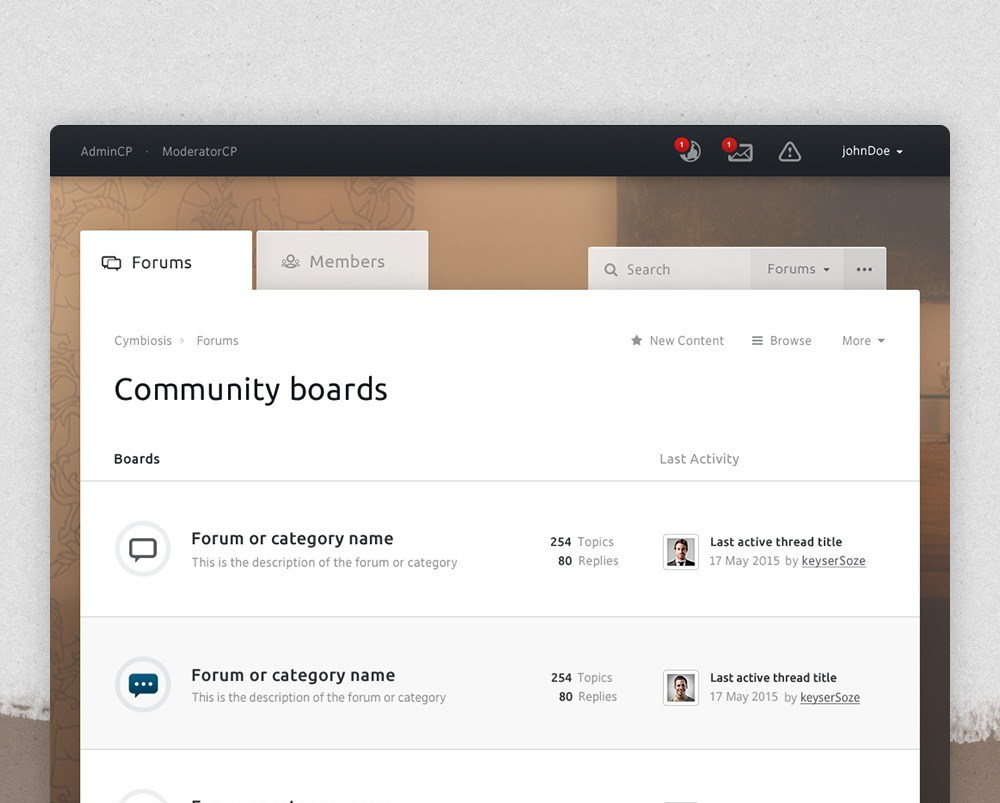 AdminCP · ModeratorCP 1 1 johnDoe
Forums Members Search Forums •••
Cymbiosis › Forums New Content Browse More
Community boards
Boards Last Activity
Forum or category name
This is the description of the forum or category
254 Topics
80 Replies
Last active thread title
17 May 2015 by keyserSoze
Forum or category name
This is the description of the forum or category
254 Topics
80 Replies
Last active thread title
17 May 2015 by keyserSoze